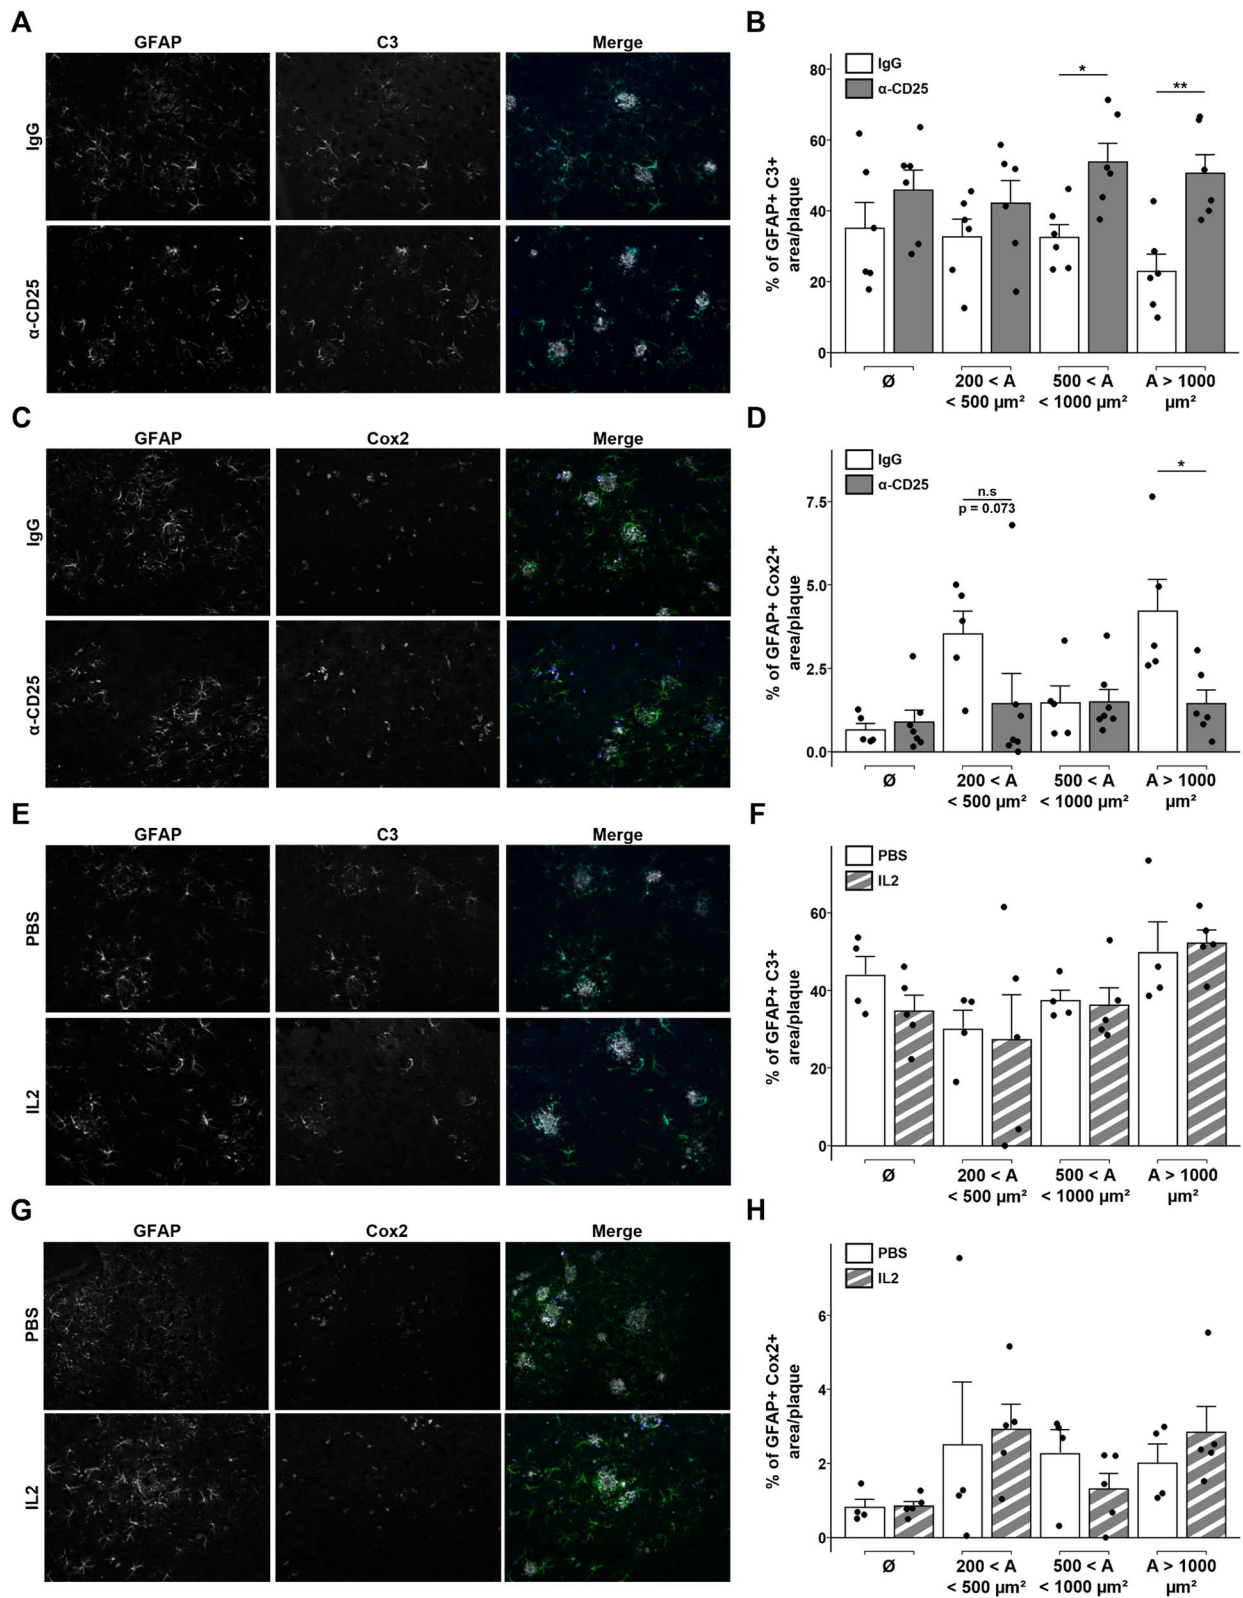 A
GFAP C3 Merge
IgG
α-CD25
B
IgG
α-CD25
*
**
% of GFAP+ C3+
area/plaque
80
60
40
20
0
Ø
200 < A
< 500 µm²
500 < A
< 1000 µm²
A > 1000
µm²
C
GFAP Cox2 Merge
IgG
α-CD25
D
IgG
α-CD25
n.s
p = 0.073
*
% of GFAP+ Cox2+
area/plaque
7.5
5.0
2.5
0.0
Ø
200 < A
< 500 µm²
500 < A
< 1000 µm²
A > 1000
µm²
E
GFAP C3 Merge
PBS
IL2
F
PBS
IL2
% of GFAP+ C3+
area/plaque
60
40
20
0
Ø
200 < A
< 500 µm²
500 < A
< 1000 µm²
A > 1000
µm²
G
GFAP Cox2 Merge
PBS
IL2
H
PBS
IL2
% of GFAP+ Cox2+
area/plaque
6
4
2
0
Ø
200 < A
< 500 µm²
500 < A
< 1000 µm²
A > 1000
µm²